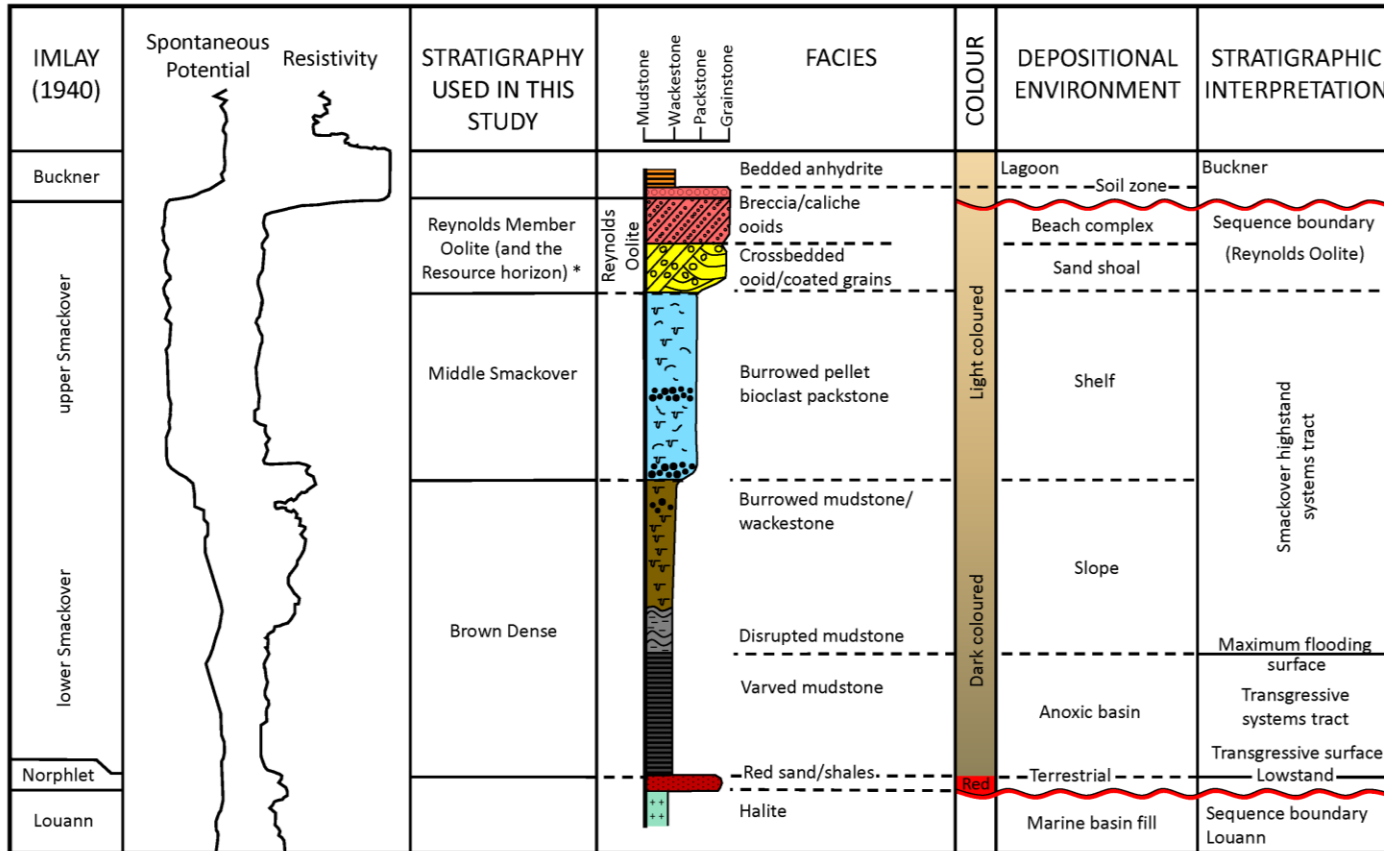 IMLAY
(1940)
Spontaneous
Potential
Resistivity
STRATIGRAPHY
USED IN THIS
STUDY
Mudstone
Wackestone
Packstone
Grainstone
FACIES
COLOUR
DEPOSITIONAL
ENVIRONMENT
STRATIGRAPHIC
INTERPRETATION
Buckner
upper Smackover
lower Smackover
Norphlet
Louann
Reynolds Member
Oolite (and the
Resource horizon) *
Middle Smackover
Brown Dense
Reynolds
Oolite
Bedded anhydrite
Breccia/caliche
ooids
Crossbedded
ooid/coated grains
Burrowed pellet
bioclast packstone
Burrowed mudstone/
wackestone
Disrupted mudstone
Varved mudstone
Red sand/shales
Halite
Light coloured
Dark coloured
Red
Lagoon
Soil zone
Beach complex
Sand shoal
Shelf
Slope
Anoxic basin
Terrestrial
Marine basin fill
Buckner
Sequence boundary
(Reynolds Oolite)
Smackover highstand
systems tract
Maximum flooding
surface
Transgressive
systems tract
Transgressive surface
Lowstand
Sequence boundary
Louann